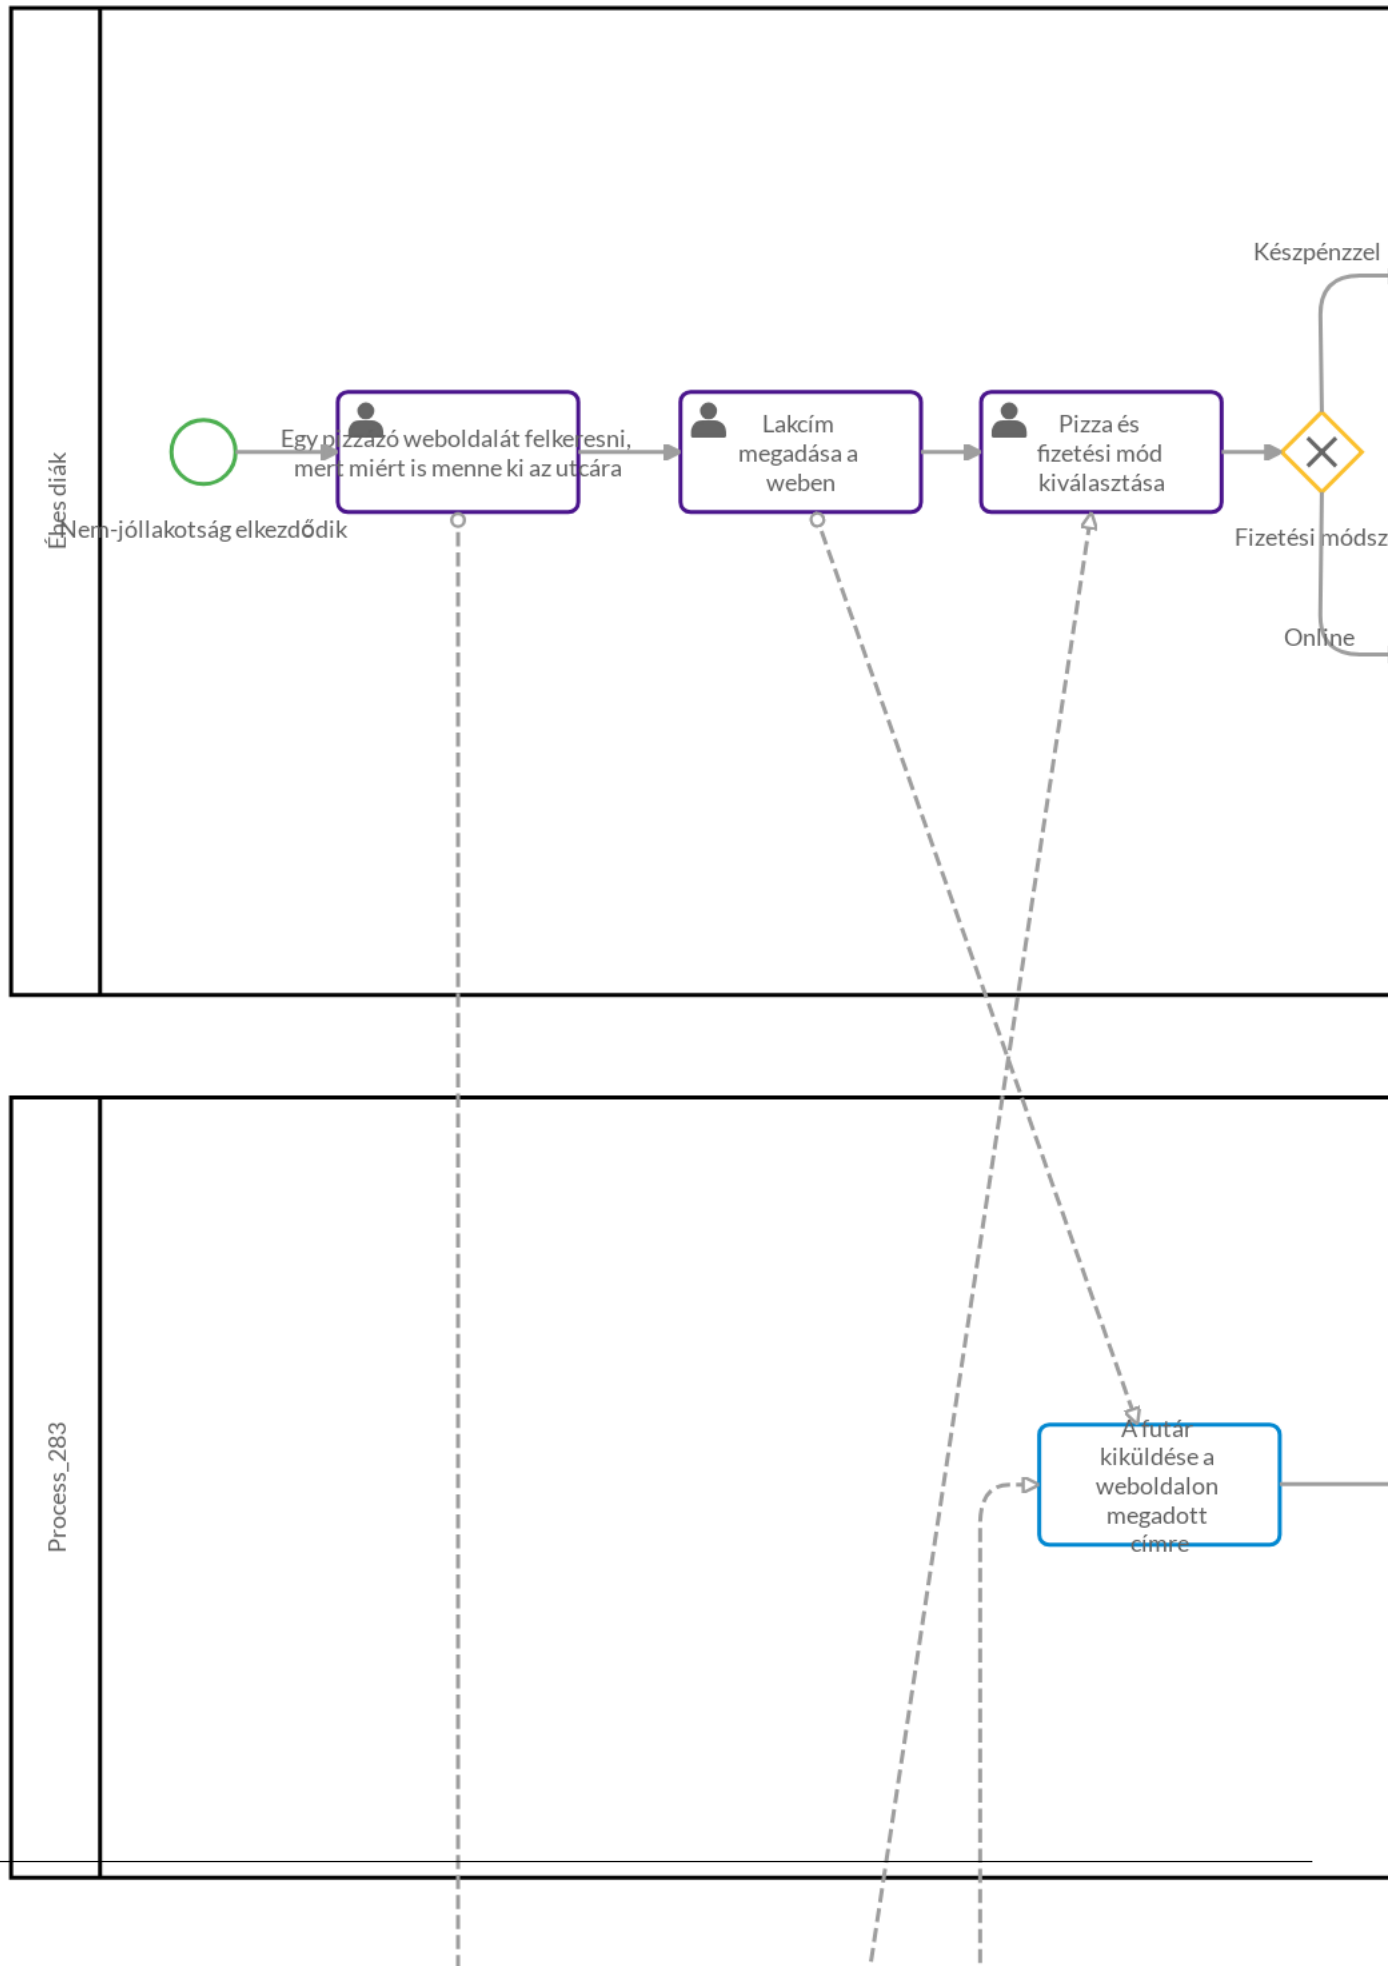 Éhes diák
Nem-jóllakotság elkezdődik
Egy pizzázó weboldalát felkeresni,
mert miért is menne ki az utcára
Lakcím
megadása a
weben
Pizza és
fizetési mód
kiválasztása
Készpénzzel
Fizetési módsz
Online
Process_283
A futár
kiküldése a
weboldalon
megadott
címre